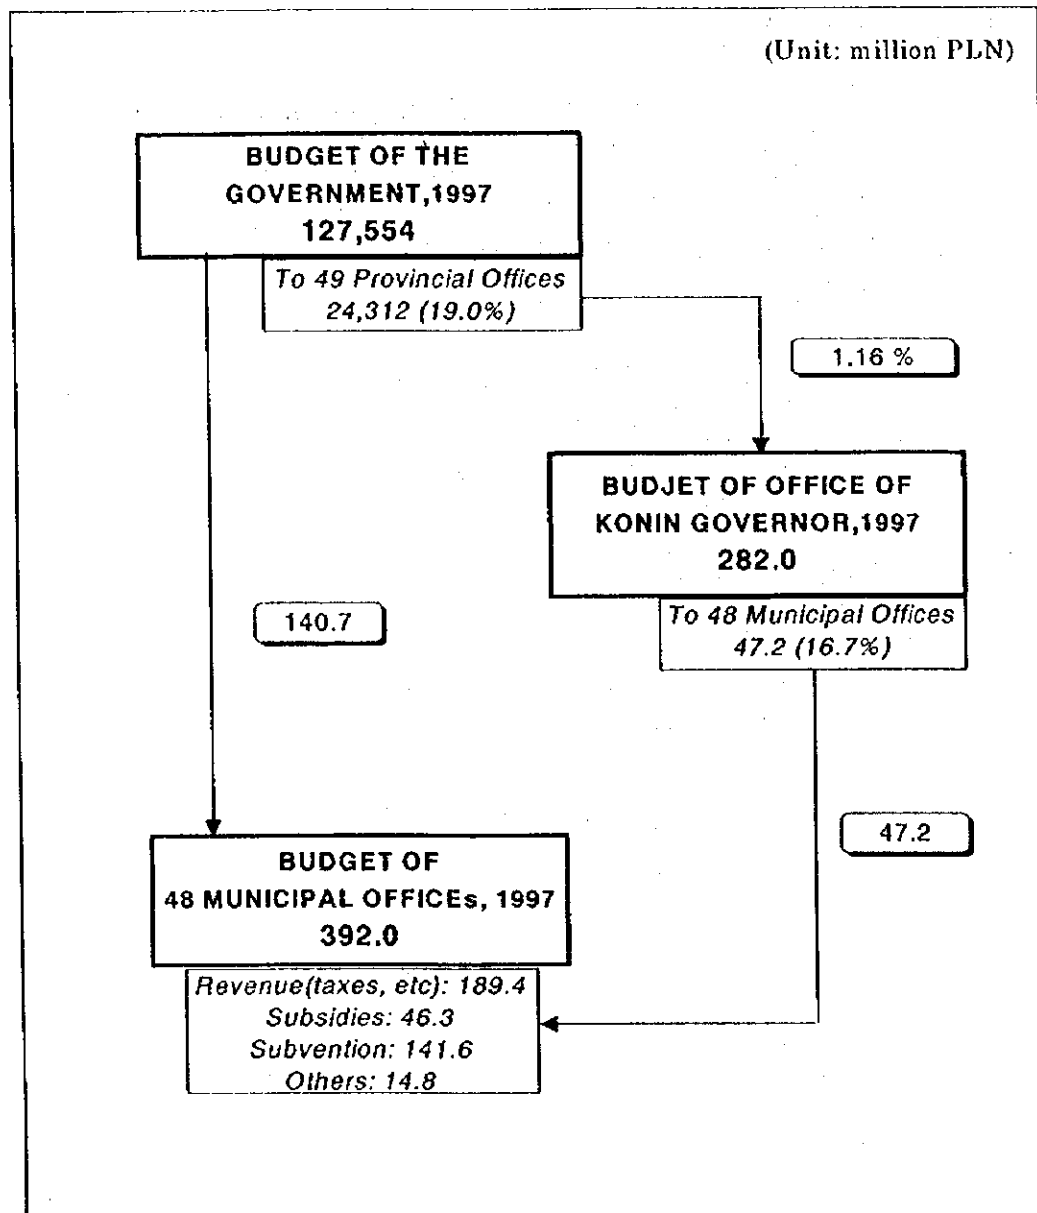 (Unit: million PLN)
BUDGET OF THE
GOVERNMENT,1997
127,554
To 49 Provincial Offices
24,312 (19.0%)
1.16 %
BUDJET OF OFFICE OF
KONIN GOVERNOR,1997
282.0
To 48 Municipal Offices
47.2 (16.7%)
140.7
47.2
BUDGET OF
48 MUNICIPAL OFFICEs, 1997
392.0
Revenue(taxes, etc): 189.4
Subsidies: 46.3
Subvention: 141.6
Others: 14.8